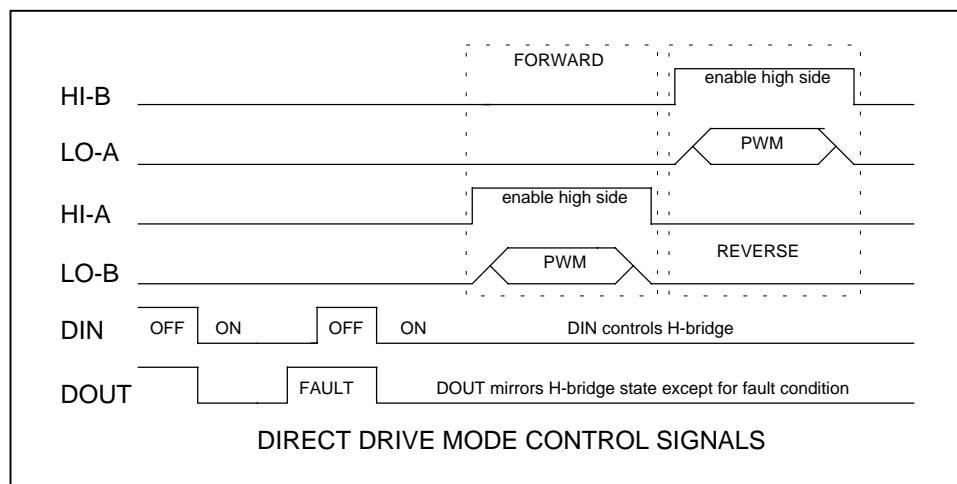 FORWARD
HI-B enable high side
LO-A PWM
HI-A enable high side
LO-B PWM REVERSE
DIN OFF ON OFF ON DIN controls H-bridge
DOUT FAULT DOUT mirrors H-bridge state except for fault condition
DIRECT DRIVE MODE CONTROL SIGNALS